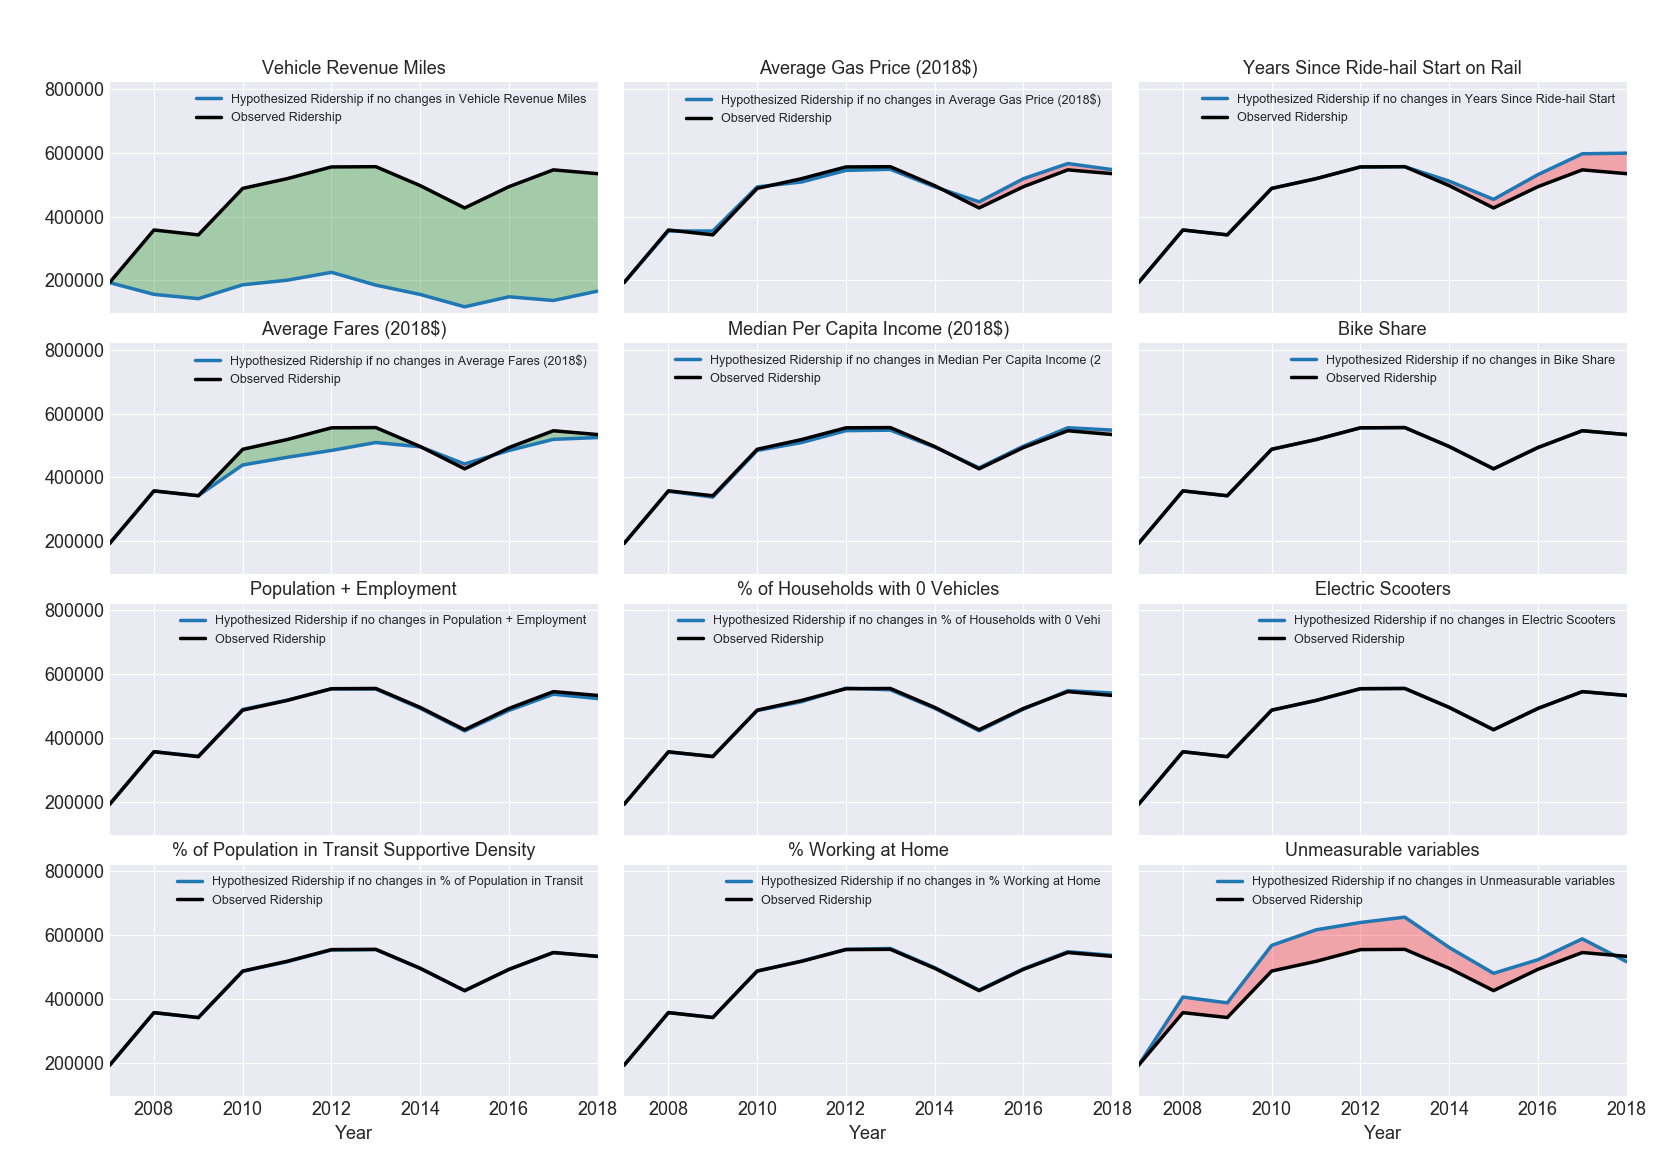 Vehicle Revenue Miles
Average Gas Price (2018$)
Years Since Ride-hail Start on Rail
800000
600000
400000
200000
Hypothesized Ridership if no changes in Vehicle Revenue Miles
Observed Ridership
Hypothesized Ridership if no changes in Average Gas Price (2018$)
Observed Ridership
Hypothesized Ridership if no changes in Years Since Ride-hail Start
Observed Ridership
Average Fares (2018$)
Median Per Capita Income (2018$)
Bike Share
800000
600000
400000
200000
Hypothesized Ridership if no changes in Average Fares (2018$)
Observed Ridership
Hypothesized Ridership if no changes in Median Per Capita Income (2
Observed Ridership
Hypothesized Ridership if no changes in Bike Share
Observed Ridership
Population + Employment
% of Households with 0 Vehicles
Electric Scooters
800000
600000
400000
200000
Hypothesized Ridership if no changes in Population + Employment
Observed Ridership
Hypothesized Ridership if no changes in % of Households with 0 Vehi
Observed Ridership
Hypothesized Ridership if no changes in Electric Scooters
Observed Ridership
% of Population in Transit Supportive Density
% Working at Home
Unmeasurable variables
800000
600000
400000
200000
Hypothesized Ridership if no changes in % of Population in Transit
Observed Ridership
Hypothesized Ridership if no changes in % Working at Home
Observed Ridership
Hypothesized Ridership if no changes in Unmeasurable variables
Observed Ridership
2008 2010 2012 2014 2016 2018
2008 2010 2012 2014 2016 2018
2008 2010 2012 2014 2016 2018
Year
Year
Year